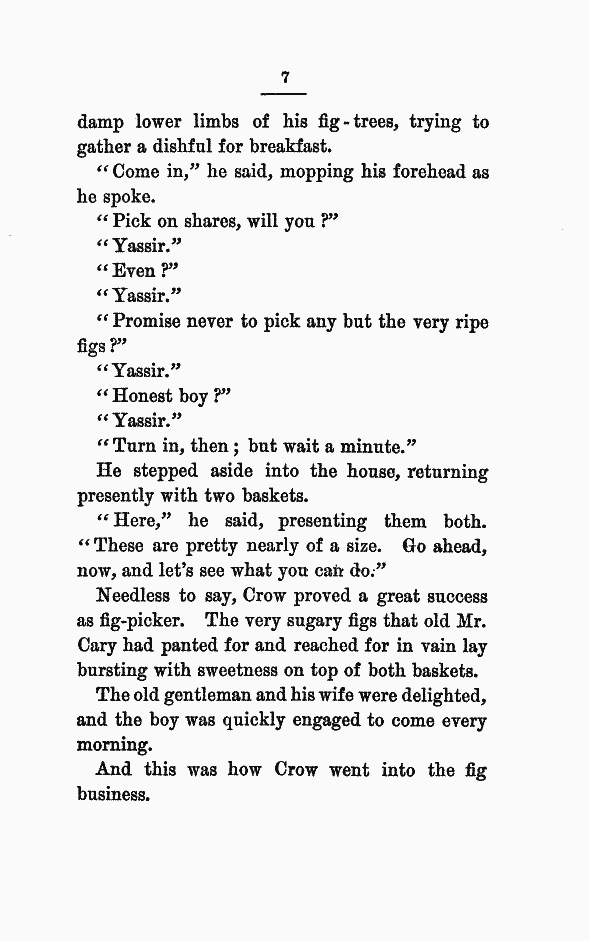 7
damp lower limbs of his fig-trees, trying to
gather a dishful for breakfast.
“Come in,” he said, mopping his forehead as
he spoke.
“Pick on shares, will you ?”
“Yassir.”
“Even ?”
“Yassir.”
“Promise never to pick any but the very ripe
figs ?”
“Yassir.”
“Honest boy ?”
“Yassir.”
“Turn in, then ; but wait a minute.”
He stepped aside into the house, returning
presently with two baskets.
“Here,” he said, presenting them both.
“These are pretty nearly of a size. Go ahead,
now, and let’s see what you can do.”
Needless to say, Crow proved a great success
as fig-picker. The very sugary figs that old Mr.
Cary had panted for and reached for in vain lay
bursting with sweetness on top of both baskets.
The old gentleman and his wife were delighted,
and the boy was quickly engaged to come every
morning.
And this was how Crow went into the fig
business.